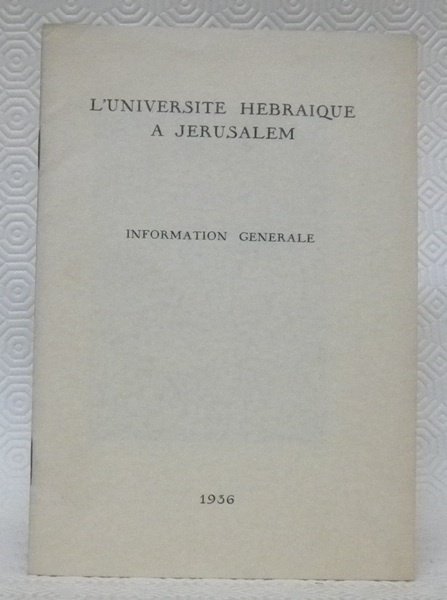 L'UNIVERSITE HEBRAIQUE
A JERUSALEM
INFORMATION GENERALE
1936